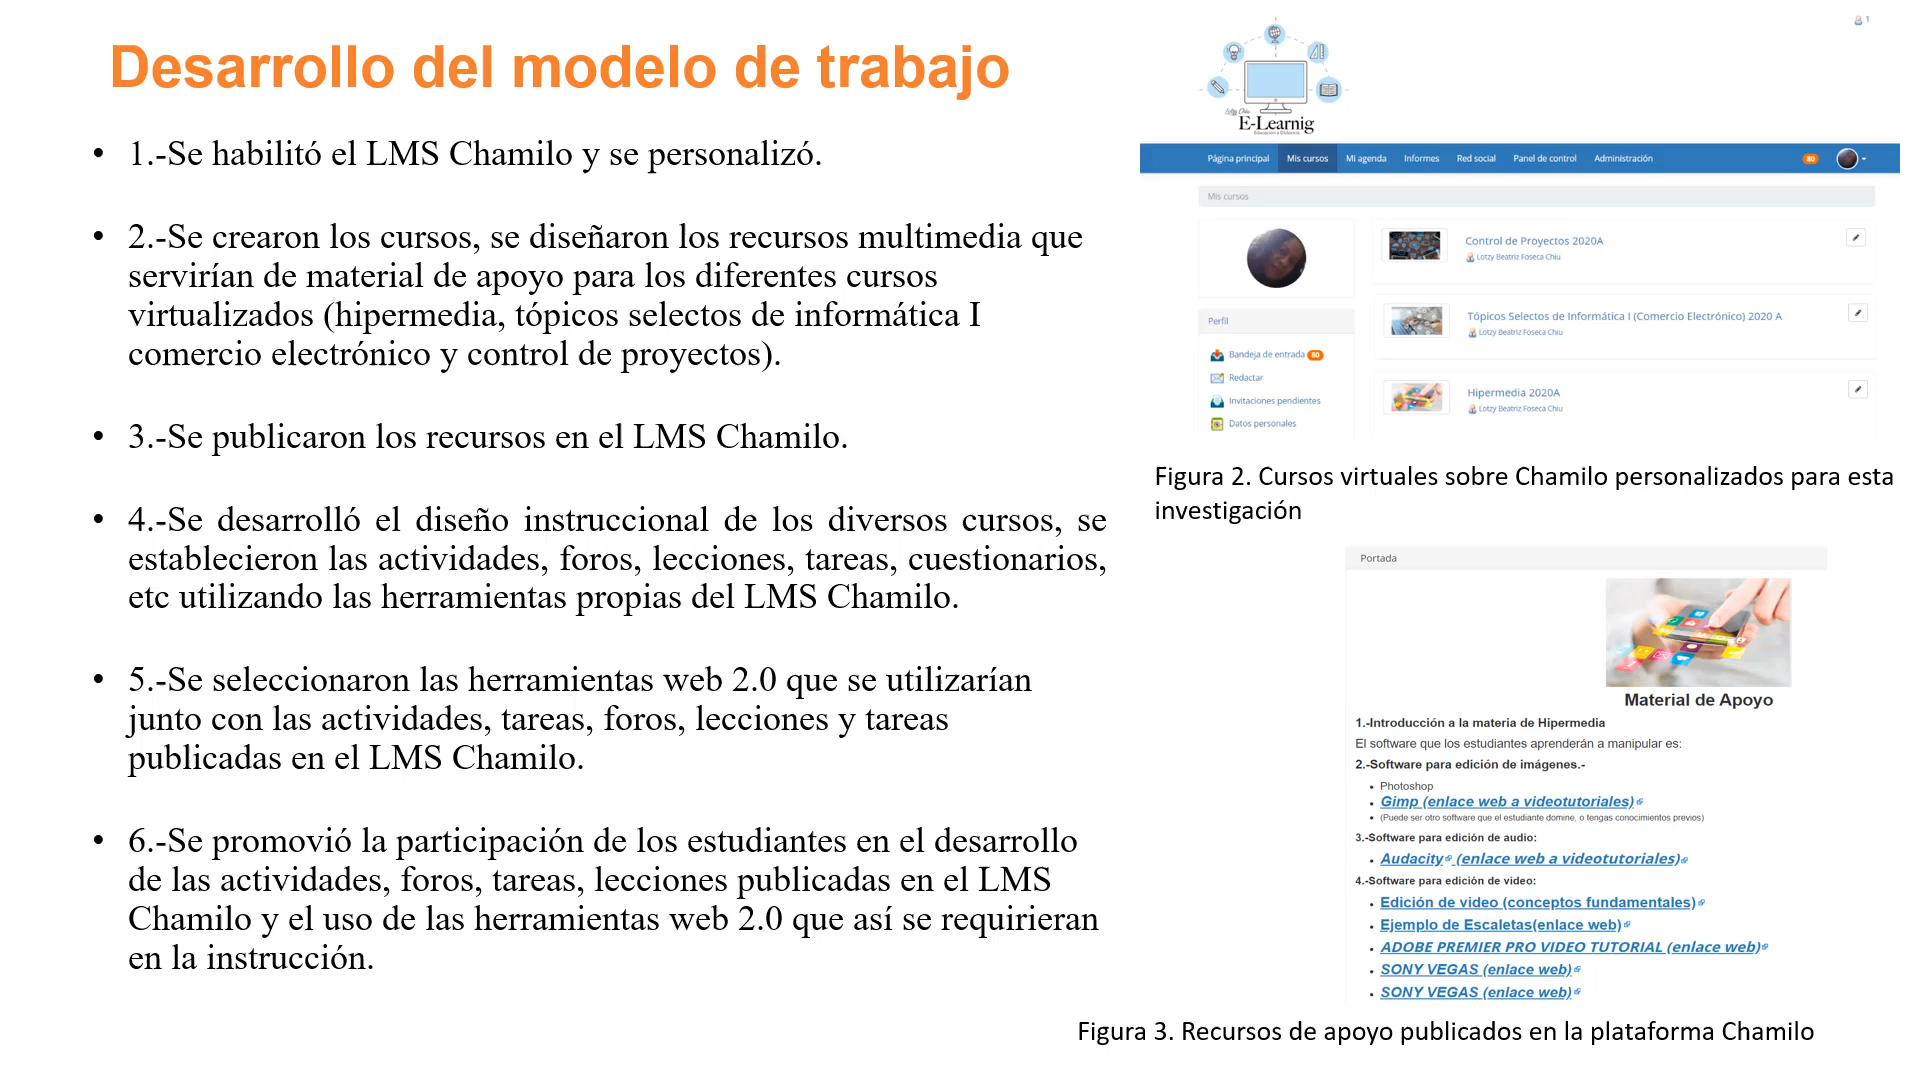 Desarrollo del modelo de trabajo
• 1.-Se habilitó el LMS Chamilo y se personalizó.
• 2.-Se crearon los cursos, se diseñaron los recursos multimedia que
servirían de material de apoyo para los diferentes cursos
virtualizados (hipermedia, tópicos selectos de informática I
comercio electrónico y control de proyectos).
• 3.-Se publicaron los recursos en el LMS Chamilo.
• 4.-Se desarrolló el diseño instruccional de los diversos cursos, se
establecieron las actividades, foros, lecciones, tareas, cuestionarios,
etc utilizando las herramientas propias del LMS Chamilo.
• 5.-Se seleccionaron las herramientas web 2.0 que se utilizarían
junto con las actividades, tareas, foros, lecciones y tareas
publicadas en el LMS Chamilo.
• 6.-Se promovió la participación de los estudiantes en el desarrollo
de las actividades, foros, tareas, lecciones publicadas en el LMS
Chamilo y el uso de las herramientas web 2.0 que así se requirieran
en la instrucción.
1
Lotzy Chiu
E-Learnig
Educación a Distancia
Página principal Mis cursos Mi agenda Informes Red social Panel de control Administración 80
Mis cursos
Perfil
Bandeja de entrada 80
Redactar
Invitaciones pendientes
Datos personales
Control de Proyectos 2020A
Lotzy Beatriz Foseca Chiu
Tópicos Selectos de Informática I (Comercio Electrónico) 2020 A
Lotzy Beatriz Foseca Chiu
Hipermedia 2020A
Lotzy Beatriz Foseca Chiu
Figura 2. Cursos virtuales sobre Chamilo personalizados para esta
investigación
Portada
Material de Apoyo
1.-Introducción a la materia de Hipermedia
El software que los estudiantes aprenderán a manipular es:
2.-Software para edición de imágenes.-
• Photoshop
• Gimp (enlace web a videotutoriales)
• (Puede ser otro software que el estudiante domine, o tengas conocimientos previos)
3.-Software para edición de audio:
• Audacity (enlace web a videotutoriales)
4.-Software para edición de video:
• Edición de video (conceptos fundamentales)
• Ejemplo de Escaletas(enlace web)
• ADOBE PREMIER PRO VIDEO TUTORIAL (enlace web)
• SONY VEGAS (enlace web)
• SONY VEGAS (enlace web)
Figura 3. Recursos de apoyo publicados en la plataforma Chamilo